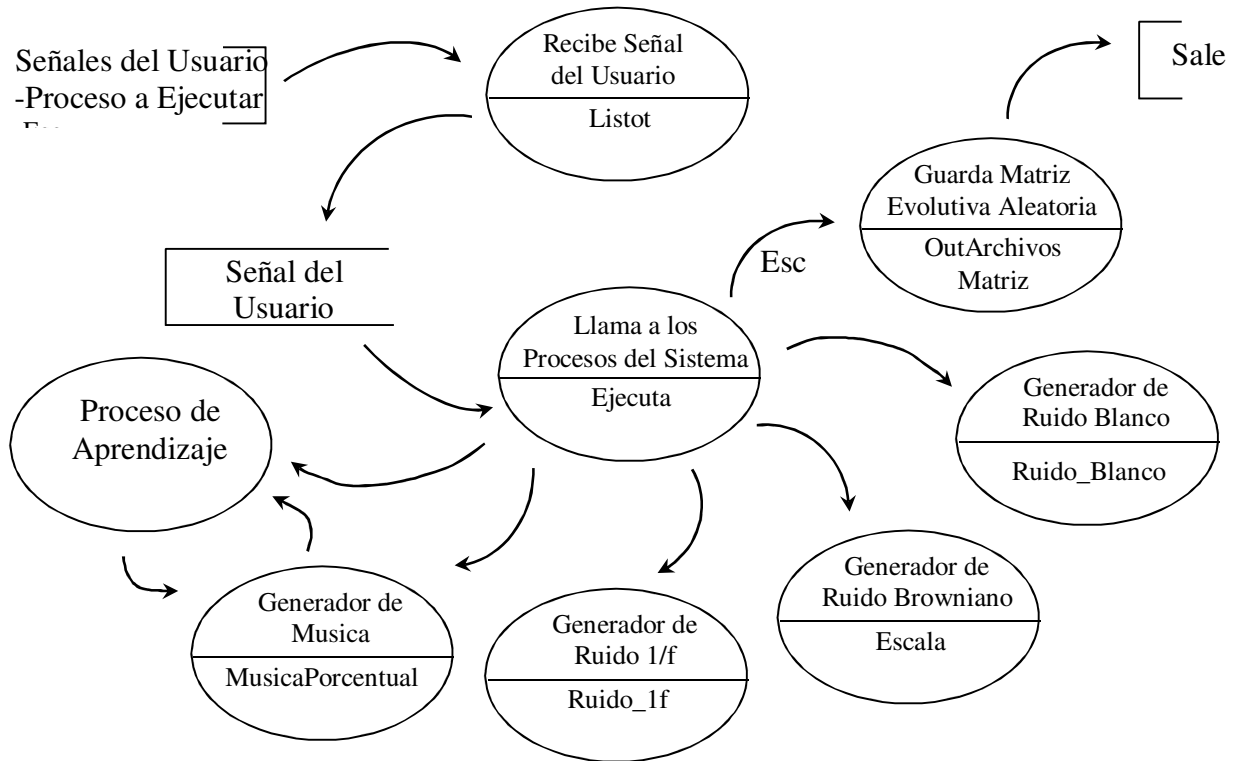 Señales del Usuario
-Proceso a Ejecutar
Recibe Señal
del Usuario
Listot
Sale
Guarda Matriz
Evolutiva Aleatoria
OutArchivos
Matriz
Esc
Señal del
Usuario
Llama a los
Procesos del Sistema
Ejecuta
Generador de
Ruido Blanco
Ruido_Blanco
Proceso de
Aprendizaje
Generador de
Ruido Browniano
Escala
Generador de
Musica
MusicaPorcentual
Generador de
Ruido 1/f
Ruido_1f